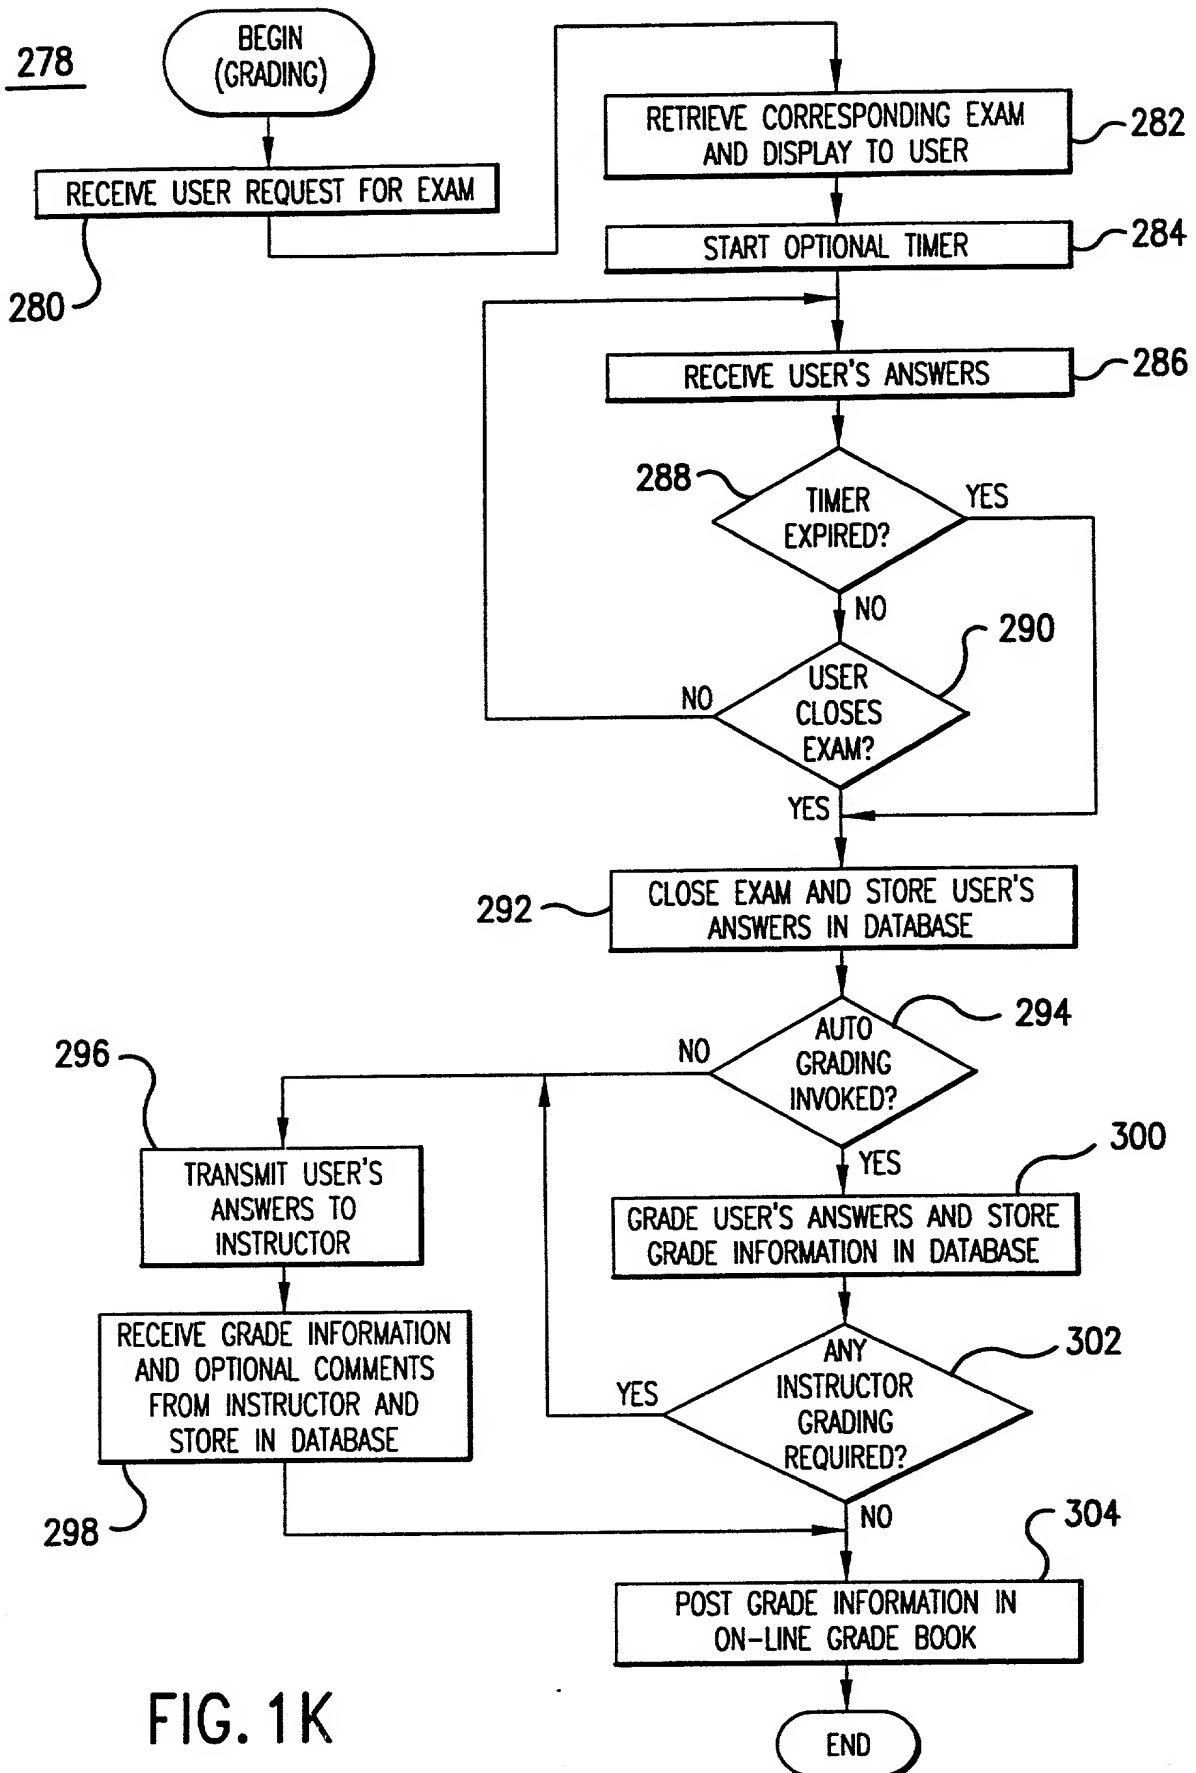 278
BEGIN
(GRADING)
RECEIVE USER REQUEST FOR EXAM
280
RETRIEVE CORRESPONDING EXAM
AND DISPLAY TO USER
282
START OPTIONAL TIMER
284
RECEIVE USER'S ANSWERS
286
288
TIMER
EXPIRED?
YES
NO
290
USER
CLOSES
EXAM?
NO
YES
292
CLOSE EXAM AND STORE USER'S
ANSWERS IN DATABASE
294
AUTO
GRADING
INVOKED?
NO
YES
296
TRANSMIT USER'S
ANSWERS TO
INSTRUCTOR
300
GRADE USER'S ANSWERS AND STORE
GRADE INFORMATION IN DATABASE
RECEIVE GRADE INFORMATION
AND OPTIONAL COMMENTS
FROM INSTRUCTOR AND
STORE IN DATABASE
298
302
ANY
INSTRUCTOR
GRADING
REQUIRED?
YES
NO
304
POST GRADE INFORMATION IN
ON-LINE GRADE BOOK
END
FIG. 1K